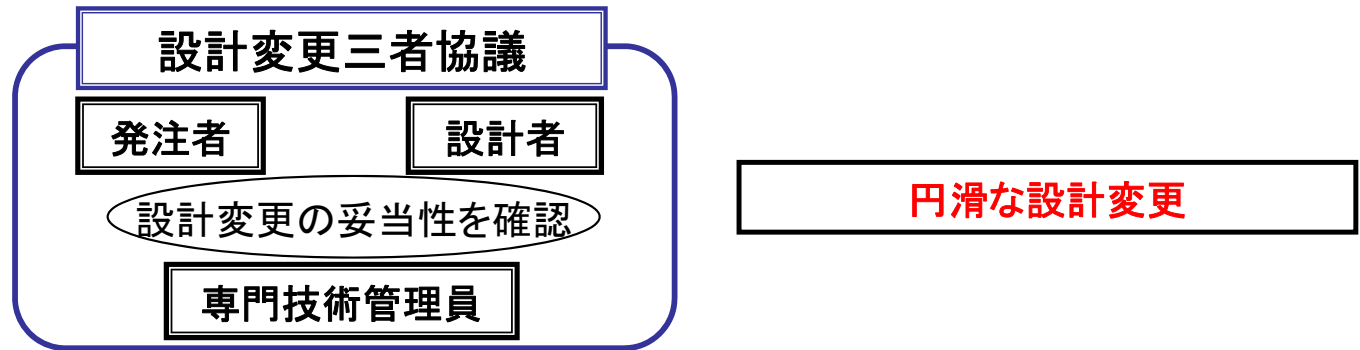 設計変更三者協議
発注者
設計者
設計変更の妥当性を確認
専門技術管理員
円滑な設計変更